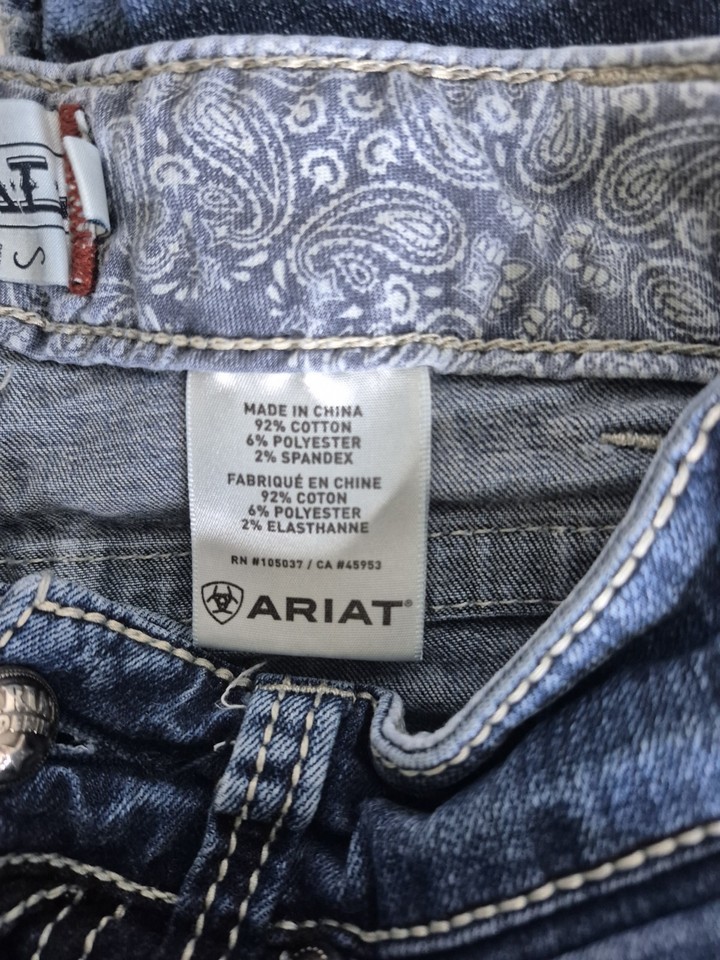 S
MADE IN CHINA
92% COTTON
6% POLYESTER
2% SPANDEX
FABRIQUÉ EN CHINE
92% COTON
6% POLYESTER
2% ELASTHANNE
RN #105037 / CA #45953
ARIAT®